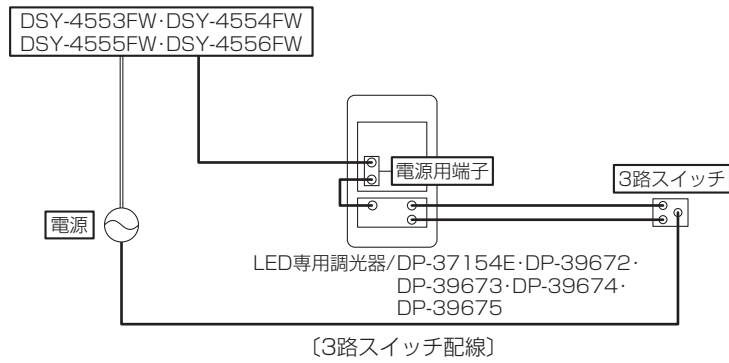 DSY-4553FW·DSY-4554FW
DSY-4555FW·DSY-4556FW
電源用端子
3路スイッチ
電源
LED専用調光器/DP-37154E·DP-39672·
DP-39673·DP-39674·
DP-39675
〔3路スイッチ配線〕